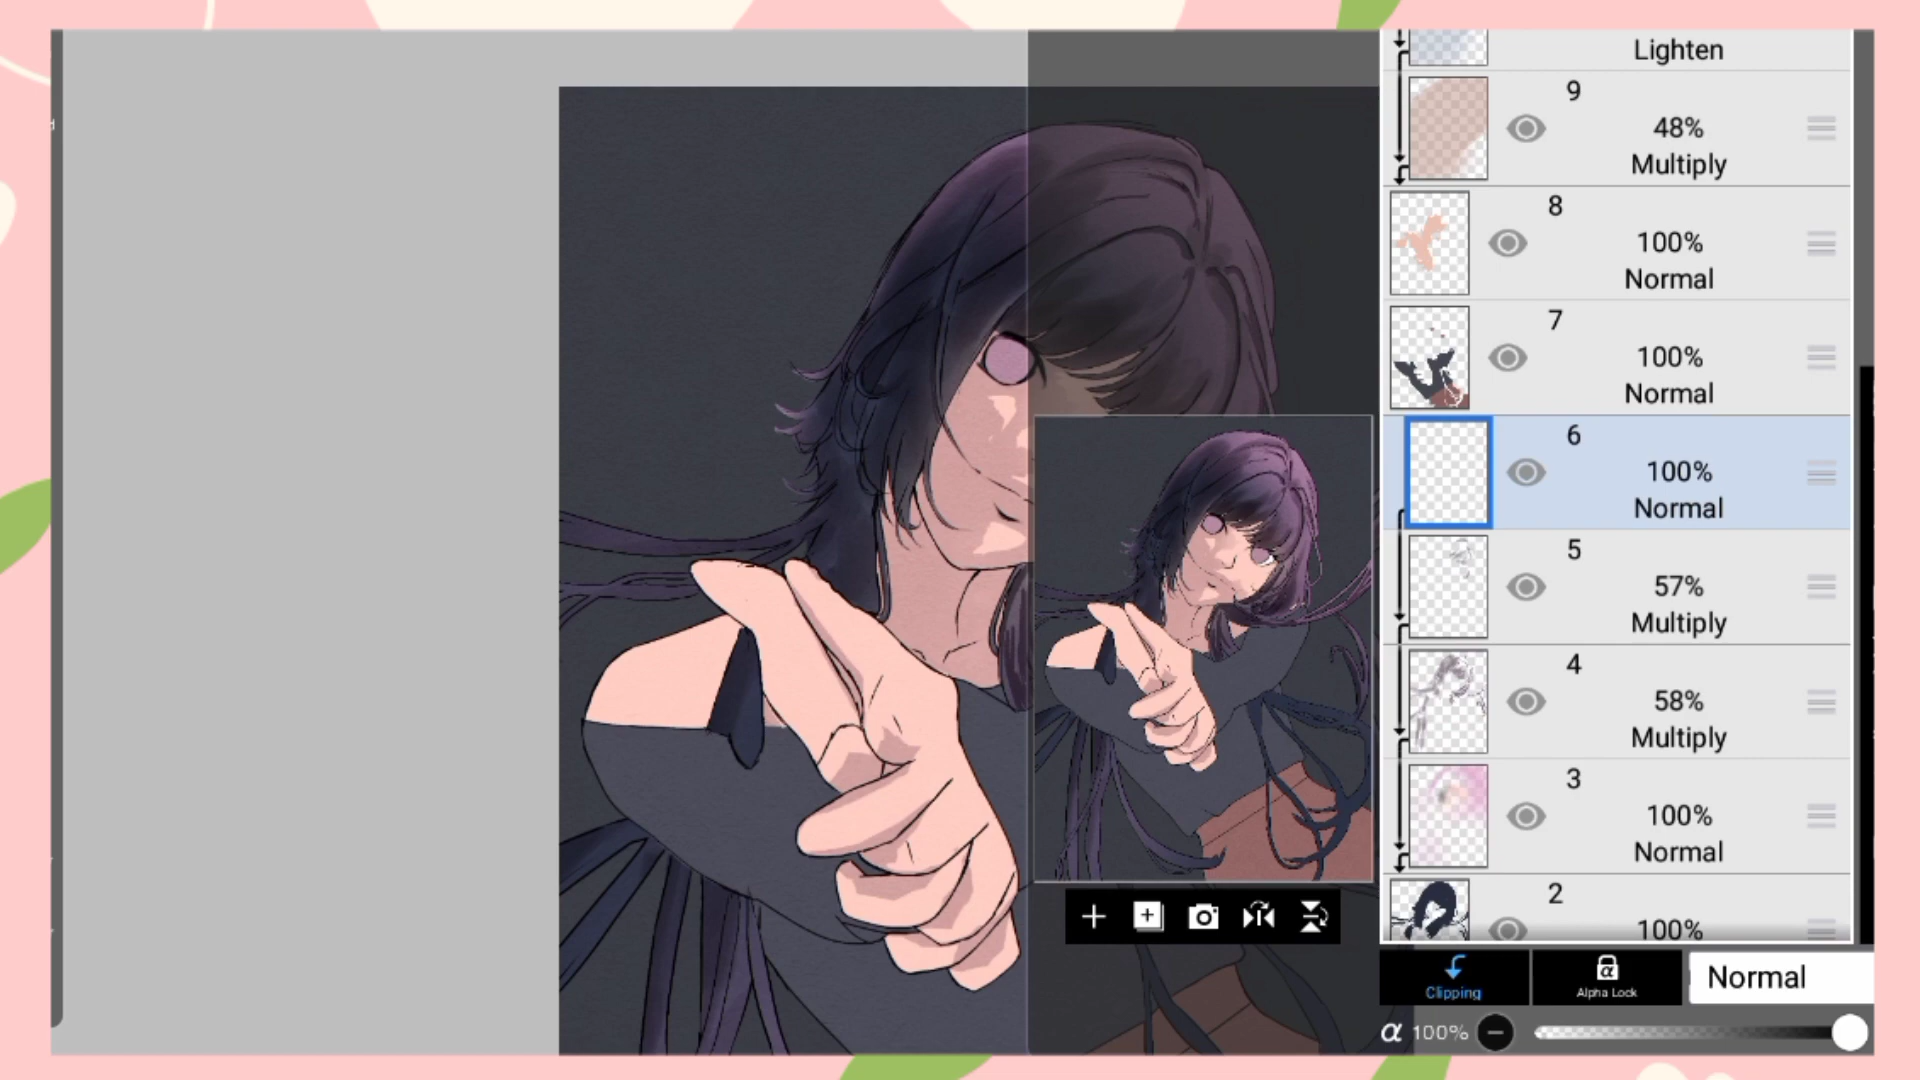 Lighten
9
48%
Multiply
8
100%
Normal
7
100%
Normal
6
100%
Normal
5
57%
Multiply
4
58%
Multiply
3
100%
Normal
2
100%
Clipping
α
Alpha Lock
Normal
α 100%